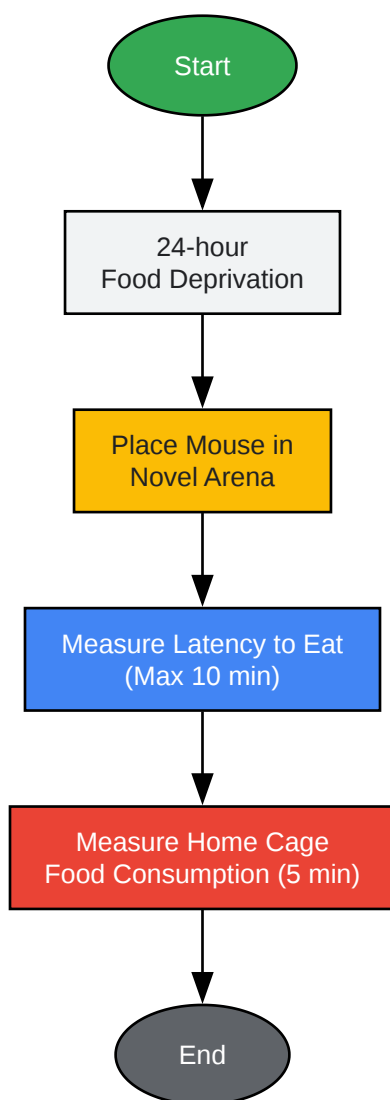 Start
24-hour
Food Deprivation
Place Mouse in
Novel Arena
Measure Latency to Eat
(Max 10 min)
Measure Home Cage
Food Consumption (5 min)
End